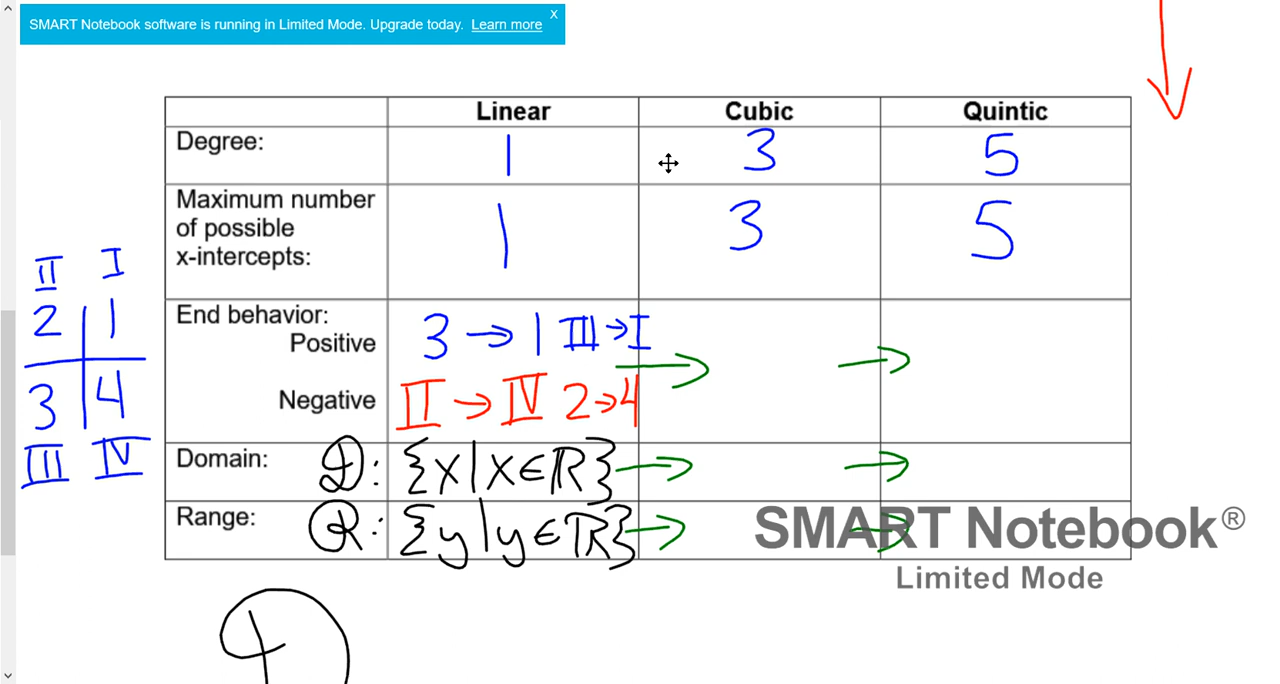 SMART Notebook software is running in Limited Mode. Upgrade today. Learn more X
Linear Cubic Quintic
Degree: 1 3 5
Maximum number
of possible
x-intercepts: 1 3 5
II I
2 1
3 4
III IV
End behavior:
Positive 3 → 1 III → I → →
Negative II → IV 2 → 4
Domain: D: {x | x ∈ ℝ} → →
Range: R: {y | y ∈ ℝ} → →
SMART Notebook®
Limited Mode